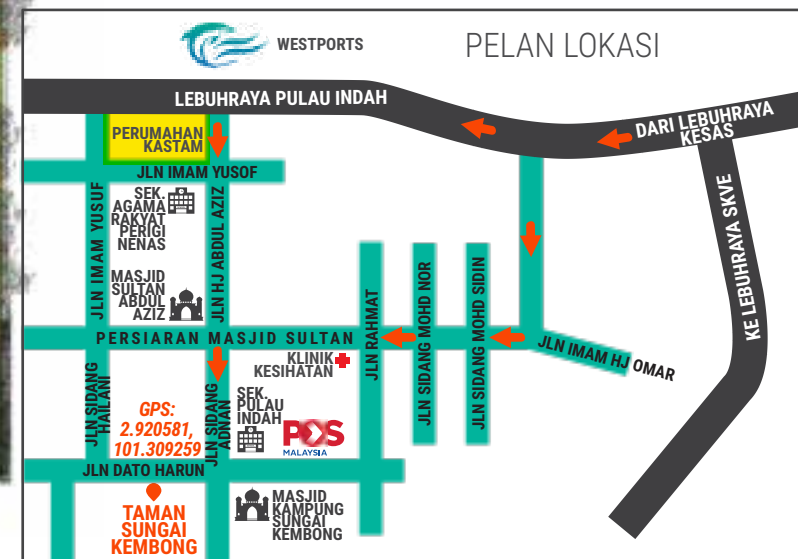 WESTPORTS
PELAN LOKASI
LEBUHRAYA PULAU INDAH
DARI LEBUHRAYA
KESAS
PERUMAHAN
KASTAM
JLN IMAM YUSOF
KE LEBUHRAYA SKVE
JLN IMAM YUSUF
SEK.
AGAMA
RAKYAT
PERIGI
NENAS
JLN HJ ABDUL AZIZ
MASJID
SULTAN
ABDUL
AZIZ
PERSIARAN MASJID SULTAN
JLN RAHMAT
JLN SIDANG MOHD NOR
JLN SIDANG MOHD SIDIN
JLN IMAM HJ OMAR
KLINIK
KESIHATAN
JLN SIDANG
HAILANI
GPS:
2.920581,
101.309259
JLN SIDANG
ADNAN
SEK.
PULAU
INDAH
POS
MALAYSIA
JLN DATO HARUN
TAMAN
SUNGAI
KEMBONG
MASJID
KAMPUNG
SUNGAI
KEMBONG